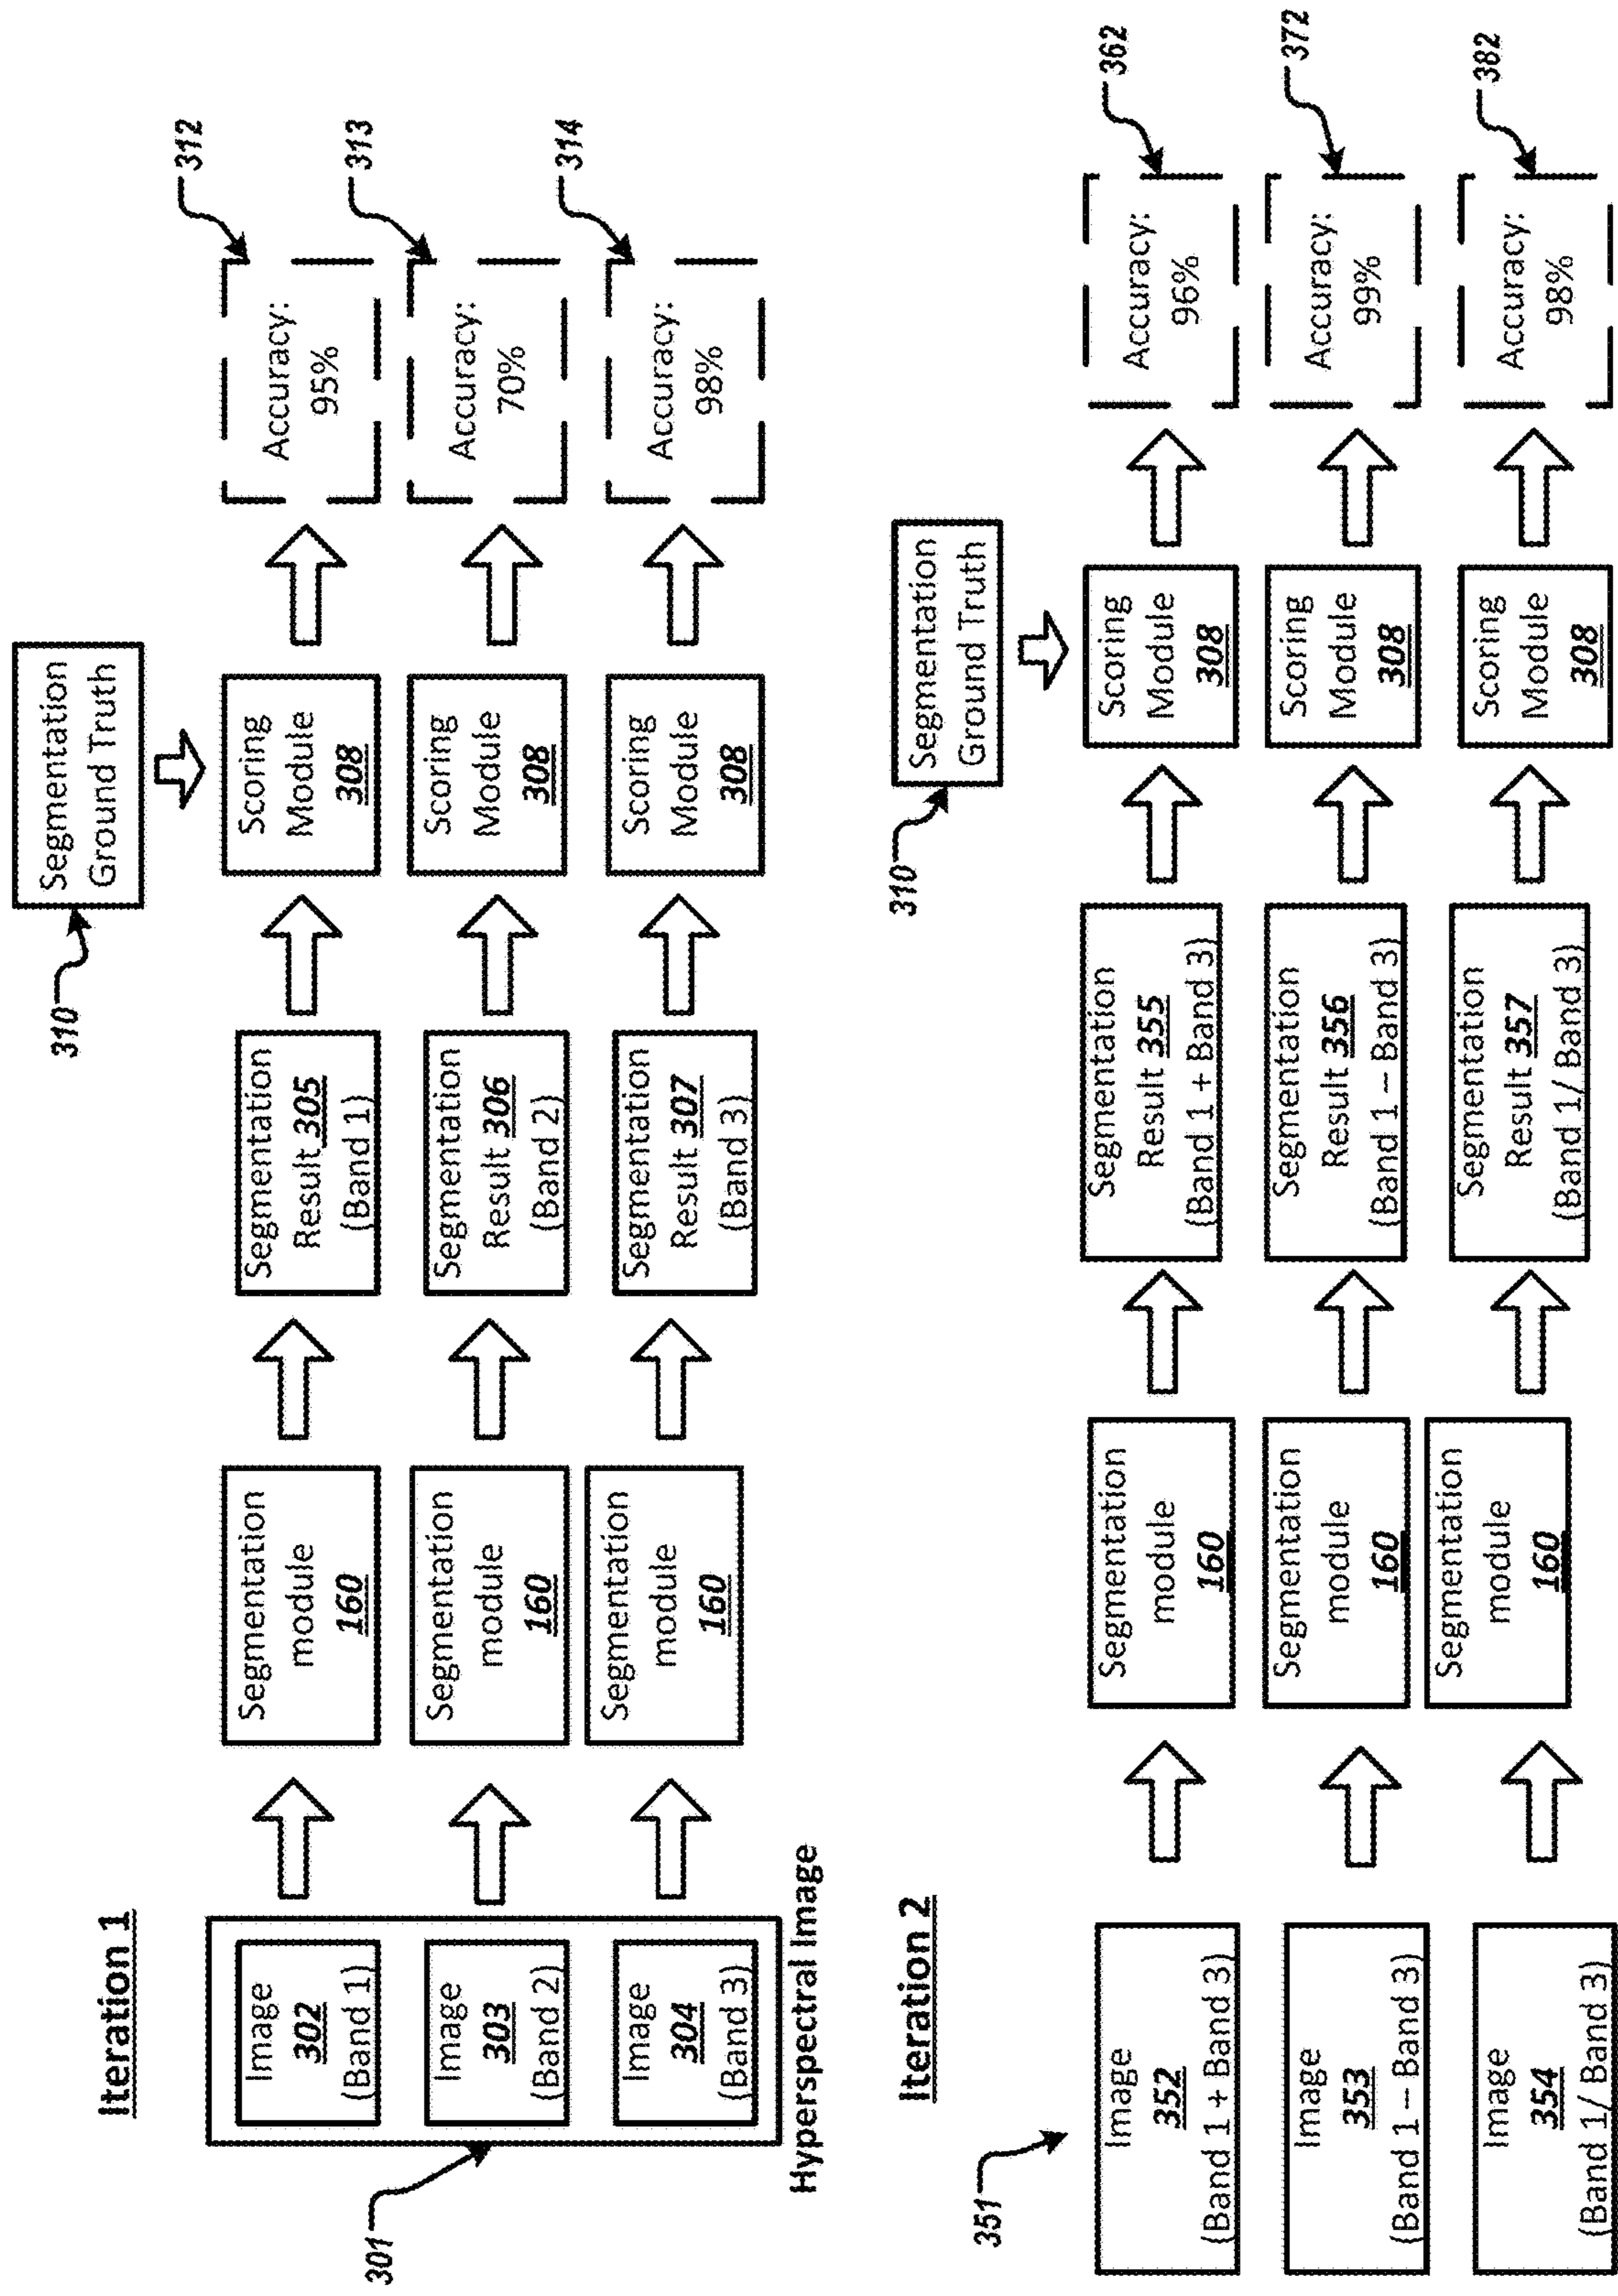 Iteration 1
301
Hyperspectral Image
Image
302
(Band 1)
Image
303
(Band 2)
Image
304
(Band 3)
Segmentation
module
160
Segmentation
module
160
Segmentation
module
160
Segmentation
Result 305
(Band 1)
Segmentation
Result 306
(Band 2)
Segmentation
Result 307
(Band 3)
310
Segmentation
Ground Truth
Scoring
Module
308
Scoring
Module
308
Scoring
Module
308
Accuracy:
95%
312
Accuracy:
70%
313
Accuracy:
98%
314
Iteration 2
351
Image
352
(Band 1 + Band 3)
Image
353
(Band 1 -- Band 3)
Image
354
(Band 1/ Band 3)
Segmentation
module
160
Segmentation
module
160
Segmentation
module
160
Segmentation
Result 355
(Band 1 + Band 3)
Segmentation
Result 356
(Band 1 -- Band 3)
Segmentation
Result 357
(Band 1/ Band 3)
310
Segmentation
Ground Truth
Scoring
Module
308
Scoring
Module
308
Scoring
Module
308
Accuracy:
96%
362
Accuracy:
99%
372
Accuracy:
98%
382